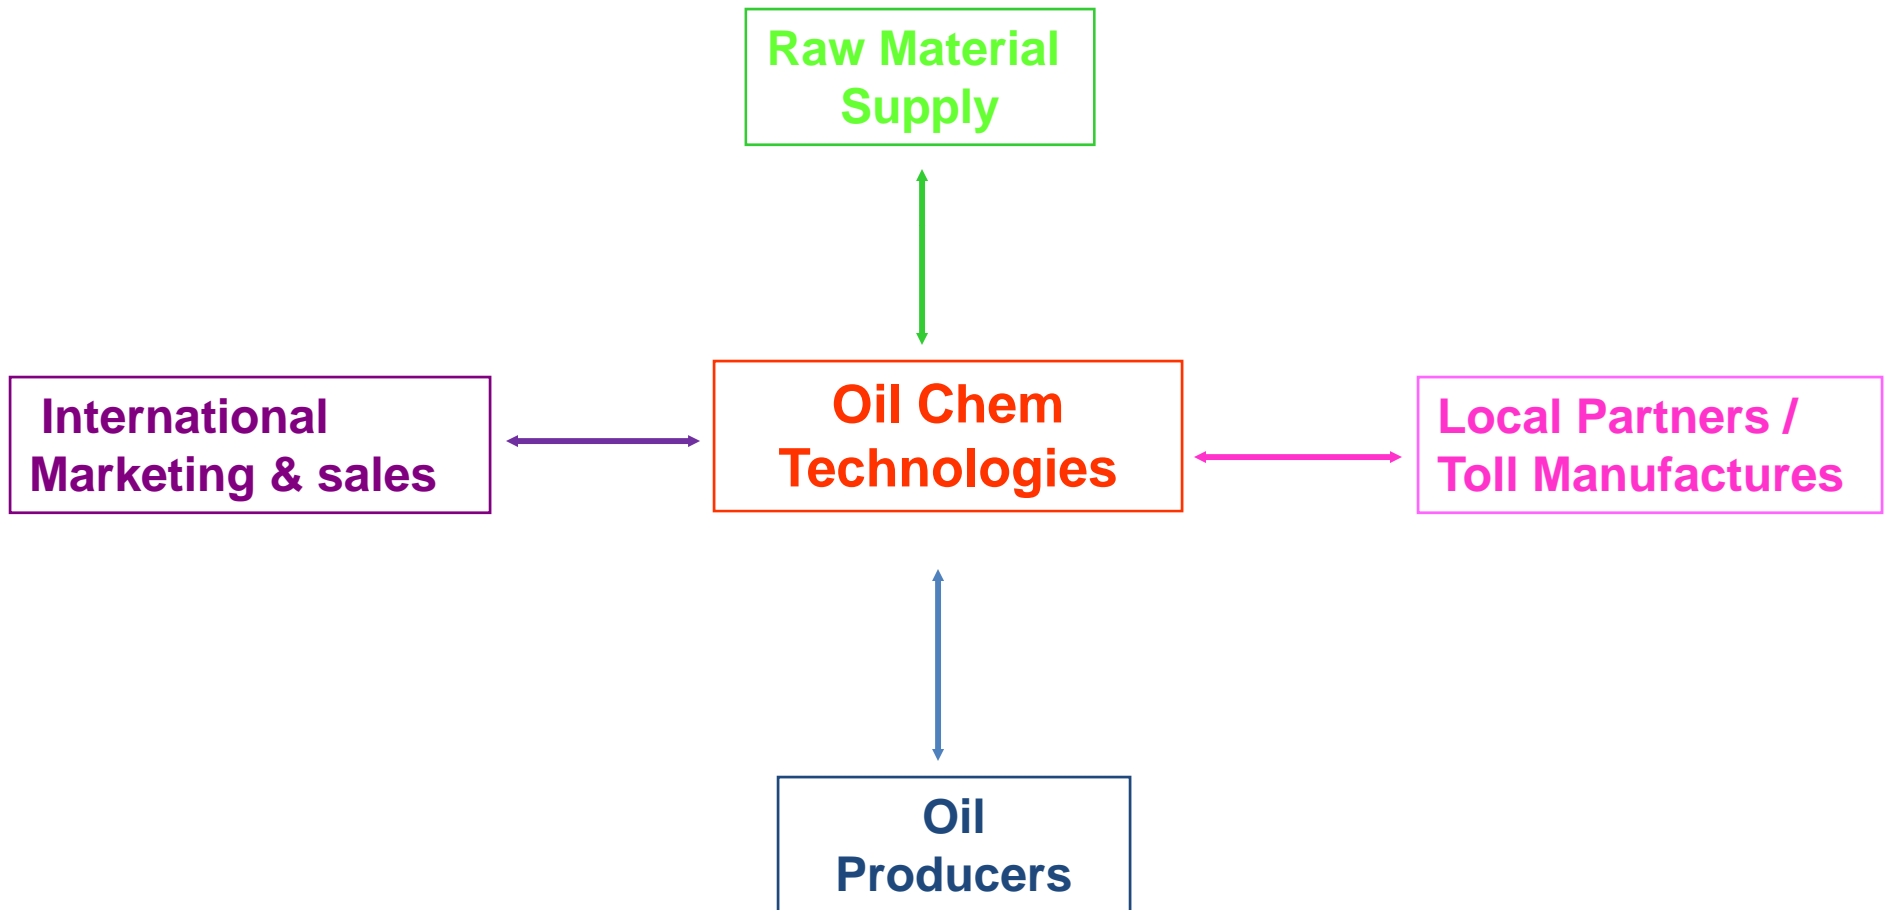 Raw Material
Supply
International
Marketing & sales
Oil Chem
Technologies
Local Partners /
Toll Manufactures
Oil
Producers